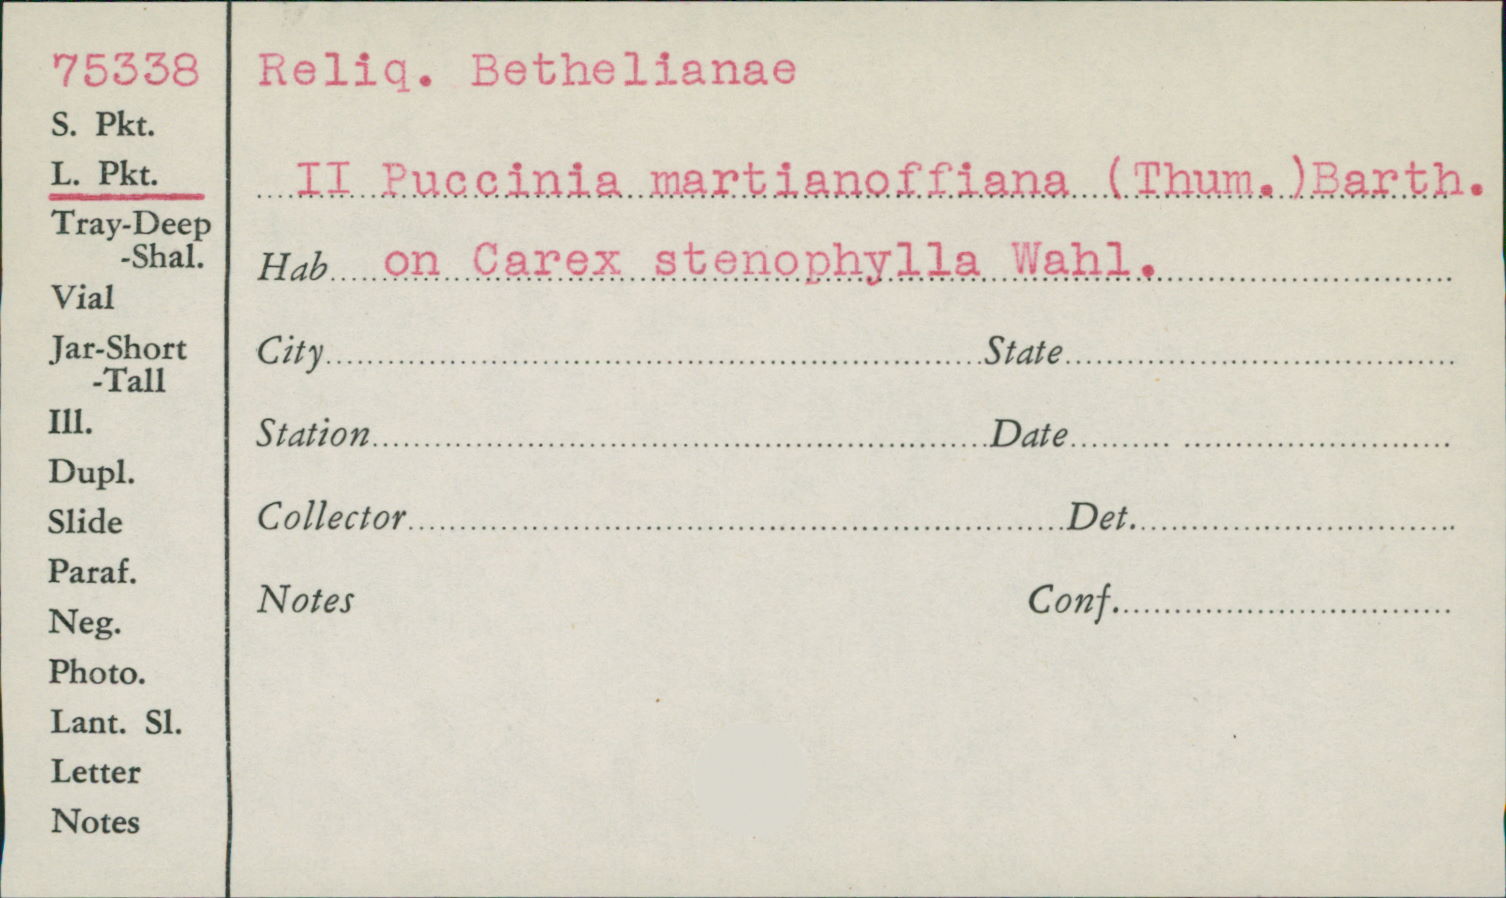 75338
S. Pkt.
L. Pkt.
Tray-Deep
-Shal.
Vial
Jar-Short
-Tall
Ill.
Dupl.
Slide
Paraf.
Neg.
Photo.
Lant. Sl.
Letter
Notes
Reliq. Bethelianae
II Puccinia martianoffiana (Thum.)Barth.
Hab on Carex stenophylla Wahl.
City State
Station Date
Collector Det.
Notes Conf.